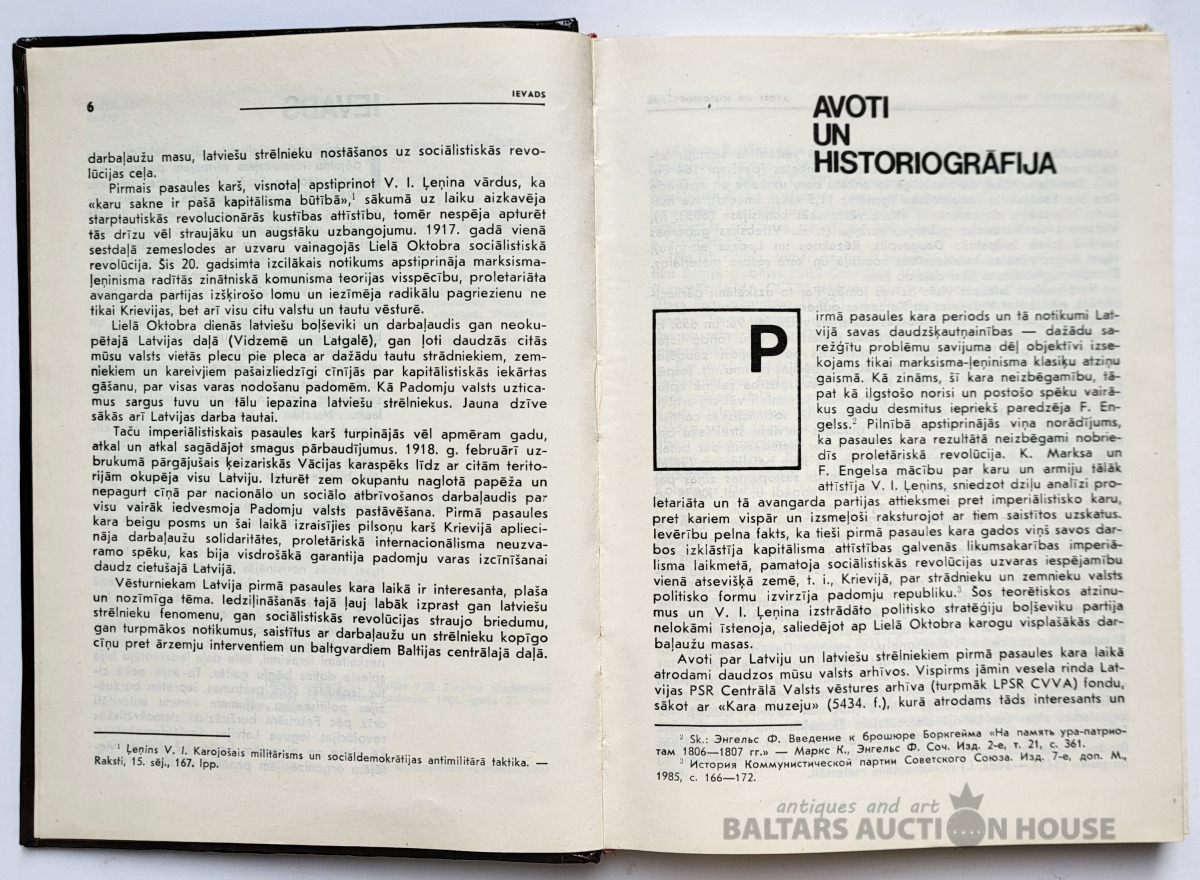 6
IEVADS
darbaļaužu masu, latviešu strēlnieku nostāšanos uz sociālistiskās revo-
lūcijas ceļa.
Pirmais pasaules karš, visnotaļ apstiprinot V. I. Ļeņina vārdus, ka
«karu sakne ir pašā kapitālisma būtībā»,¹ sākumā uz laiku aizkavēja
starptautiskās revolucionārās kustības attīstību, tomēr nespēja apturēt
tās drīzu vēl straujāku un augstāku uzbangojumu. 1917. gadā vienā
sestdaļā zemeslodes ar uzvaru vainagojās Lielā Oktobra sociālistiskā
revolūcija. Šis 20. gadsimta izcilākais notikums apstiprināja marksisma-
ļeņinisma radītās zinātniskā komunisma teorijas visspēcību, proletariāta
avangarda partijas izšķirošo lomu un iezīmēja radikālu pagriezienu ne
tikai Krievijas, bet arī visu citu valstu un tautu vēsturē.
Lielā Oktobra dienās latviešu boļševiki un darbaļaudis gan neoku-
pētajā Latvijas daļā (Vidzemē un Latgalē), gan ļoti daudzās citās
mūsu valsts vietās plecu pie pleca ar dažādu tautu strādniekiem, zem-
niekiem un kareivjiem pašaizliedzīgi cīnījās par kapitālistiskās iekārtas
gāšanu, par visas varas nodošanu padomēm. Kā Padomju valsts uztica-
mus sargus tuvu un tālu iepazina latviešu strēlniekus. Jauna dzīve
sākās arī Latvijas darba tautai.
Taču imperiālistiskais pasaules karš turpinājās vēl apmēram gadu,
atkal un atkal sagādājot smagus pārbaudījumus. 1918. g. februārī uz-
brukumā pārgājušais ķeizariskās Vācijas karaspēks līdz ar citām terito-
rijām okupēja visu Latviju. Izturēt zem okupantu naglotā papēža un
nepagurt cīņā par nacionālo un sociālo atbrīvošanos darbaļaudis par
visu vairāk iedvesmoja Padomju valsts pastāvēšana. Pirmā pasaules
kara beigu posms un šai laikā izraisījies pilsoņu karš Krievijā apliecī-
nāja darbaļaužu solidaritātes, proletāriskā internacionālisma neuzva-
ramo spēku, kas bija visdrošākā garantija padomju varas izcīnīšanai
daudz cietušajā Latvijā.
Vēsturniekam Latvija pirmā pasaules kara laikā ir interesanta, plaša
un nozīmīga tēma. Iedziļināšanās tajā ļauj labāk izprast gan latviešu
strēlnieku fenomenu, gan sociālistiskās revolūcijas straujo briedumu,
gan turpmākos notikumus, saistītus ar darbaļaužu un strēlnieku kopīgo
cīņu pret ārzemju interventiem un baltgvardiem Baltijas centrālajā daļā.
¹ Ļeņins V. I. Karojošais militārisms un sociāldemokrātijas antimilitārā taktika. —
Raksti, 15. sēj., 167. lpp.
AVOTI
UN
HISTORIOGRĀFIJA
P
irmā pasaules kara periods un tā notikumi Lat-
vijā savas daudzšķautņainības — dažādu sa-
režģītu problēmu savijuma dēļ objektīvi izse-
kojams tikai marksisma-ļeņinisma klasiķu atziņu
gaismā. Kā zināms, šī kara neizbēgamību, tā-
pat kā ilgstošo norisi un postošo spēku vairā-
kus gadu desmitus iepriekš paredzēja F. En-
gelss.² Pilnībā apstiprinājās viņa norādījums,
ka pasaules kara rezultātā neizbēgami nobrie-
dīs proletāriskā revolūcija. K. Marksa un
F. Engelsa mācību par karu un armiju tālāk
attīstīja V. I. Ļeņins, sniedzot dziļu analīzi pro-
letariāta un tā avangarda partijas attieksmei pret imperiālistisko karu,
pret kariem vispār un izsmeļoši raksturojot ar tiem saistītos uzskatus.
Ievērību pelna fakts, ka tieši pirmā pasaules kara gados viņš savos dar-
bos izklāstīja kapitālisma attīstības galvenās likumsakarības imperiā-
lisma laikmetā, pamatoja sociālistiskās revolūcijas uzvaras iespējamību
vienā atsevišķā zemē, t. i., Krievijā, par strādnieku un zemnieku valsts
politisko formu izvirzīja padomju republiku.³ Šos teorētiskos atzinu-
mus un V. I. Ļeņina izstrādāto politisko stratēģiju boļševiku partija
nelokāmi īstenoja, saliedējot ap Lielā Oktobra karogu visplašākās dar-
baļaužu masas.
Avoti par Latviju un latviešu strēlniekiem pirmā pasaules kara laikā
atrodami daudzos mūsu valsts arhīvos. Vispirms jāmin vesela rinda Lat-
vijas PSR Centrālā Valsts vēstures arhīva (turpmāk LPSR CVVA) fondu,
sākot ar «Kara muzeju» (5434. f.), kurā atrodams tāds interesants un
² Sk.: Энгельс Ф. Введение к брошюре Боркгейма «На память ура-патрио-
там 1806—1807 гг.» — Маркс К., Энгельс Ф. Соч. Изд. 2-е, т. 21, с. 361.
³ История Коммунистической партии Советского Союза. Изд. 7-е, доп. М.,
1985, с. 166—172.
antiques and art
BALTARS AUCTION HOUSE